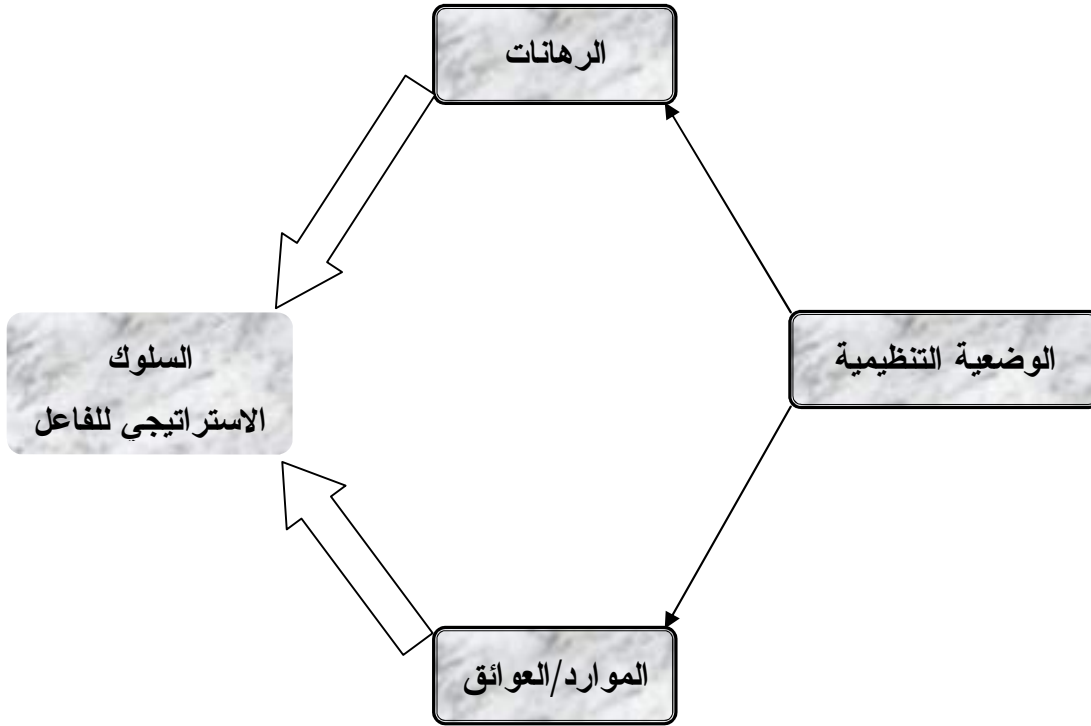 الرهانات
الوضعية التنظيمية
السلوك
الاستراتيجي للفاعل
الموارد/العوائق